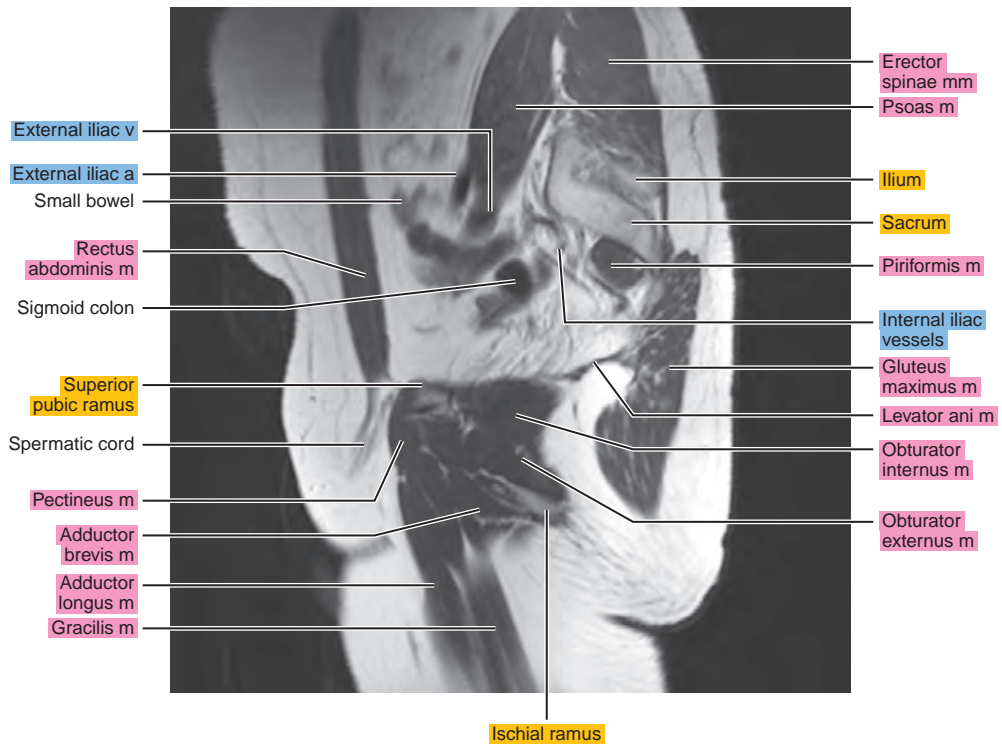 External iliac v
External iliac a
Small bowel
Rectus
abdominis m
Sigmoid colon
Superior
pubic ramus
Spermatic cord
Pectineus m
Adductor
brevis m
Adductor
longus m
Gracilis m
Erector
spinae mm
Psoas m
Ilium
Sacrum
Piriformis m
Internal iliac
vessels
Gluteus
maximus m
Levator ani m
Obturator
internus m
Obturator
externus m
Ischial ramus